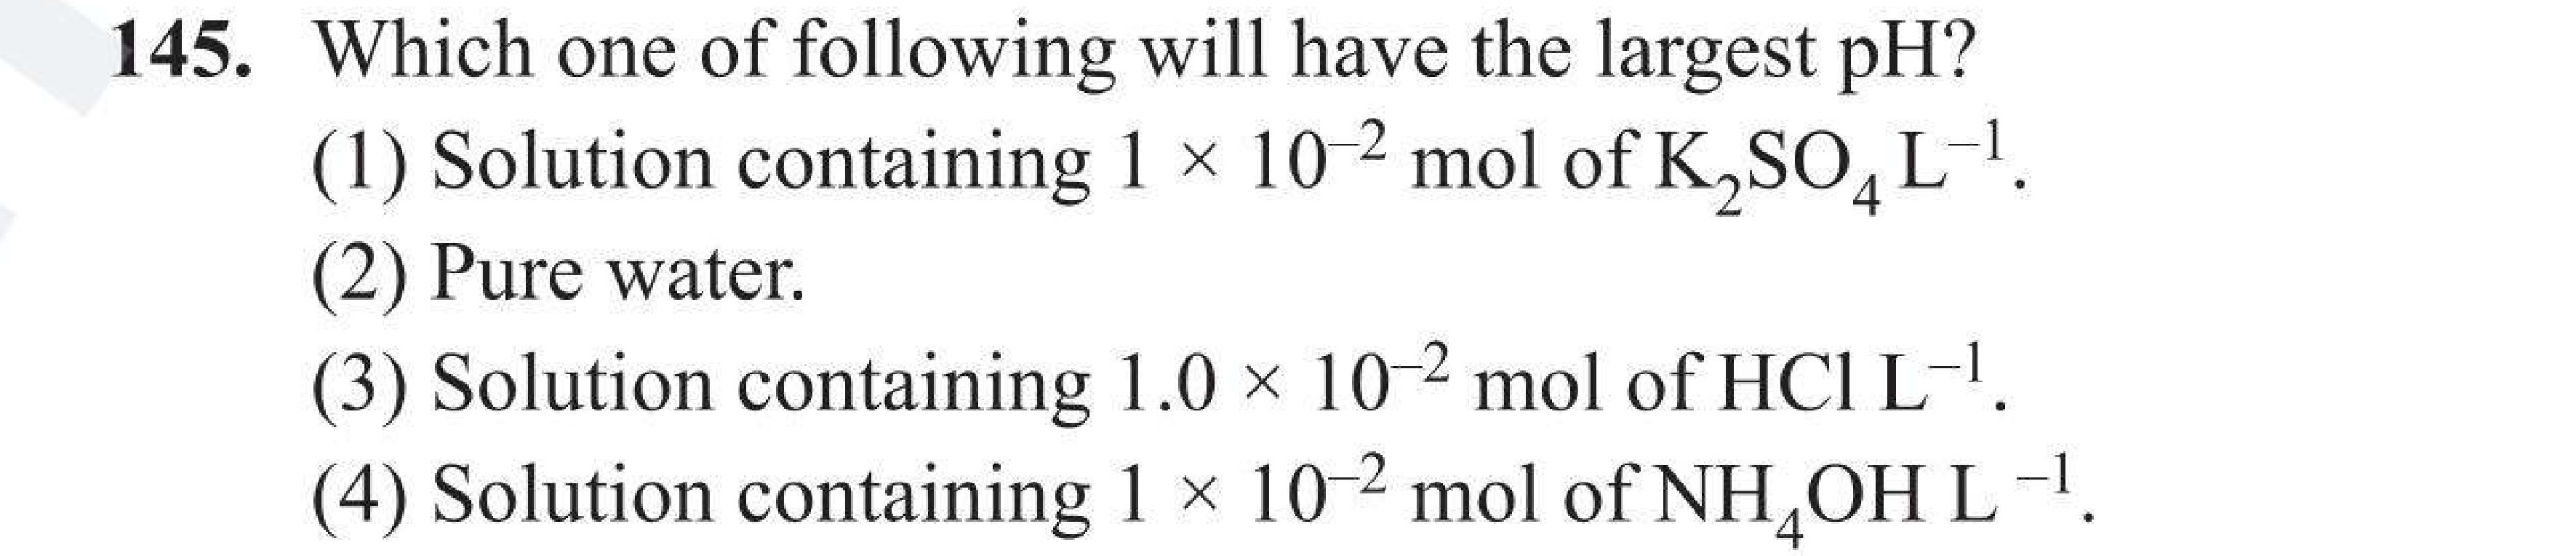 145. Which one of following will have the largest pH?
(1) Solution containing 1 × 10⁻² mol of K₂SO₄ L⁻¹.
(2) Pure water.
(3) Solution containing 1.0 × 10⁻² mol of HCl L⁻¹.
(4) Solution containing 1 × 10⁻² mol of NH₄OH L⁻¹.